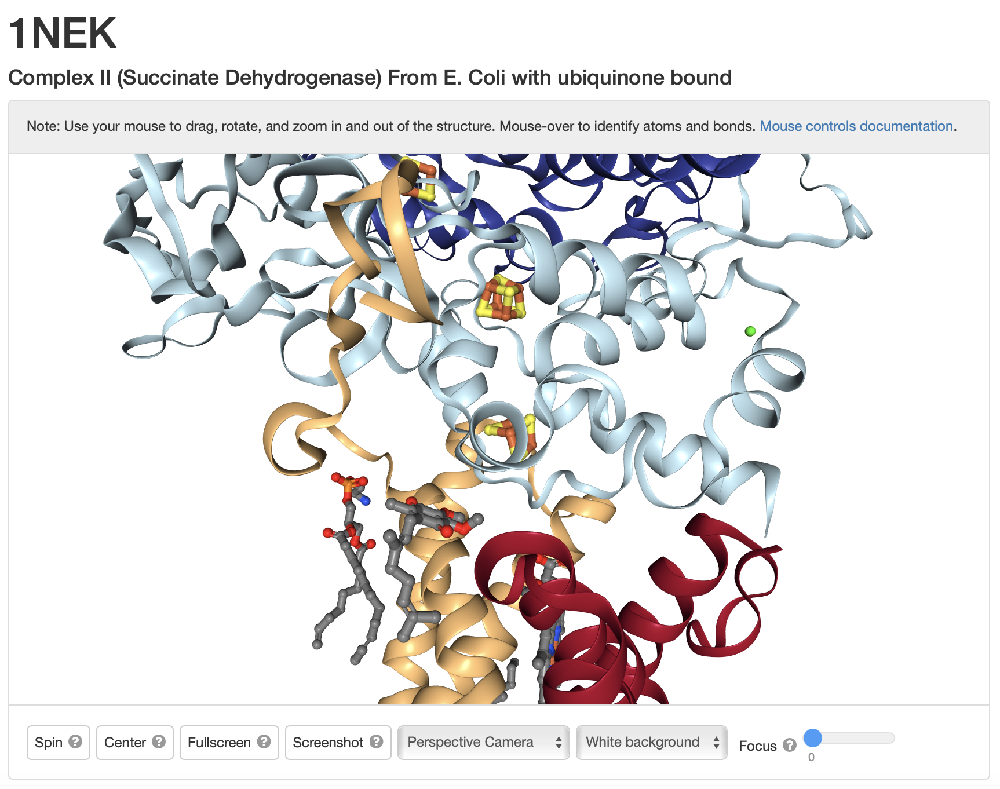 1NEK
Complex II (Succinate Dehydrogenase) From E. Coli with ubiquinone bound
Note: Use your mouse to drag, rotate, and zoom in and out of the structure. Mouse-over to identify atoms and bonds. Mouse controls documentation.
Spin ? Center ? Fullscreen ? Screenshot ? Perspective Camera White background Focus ?
0